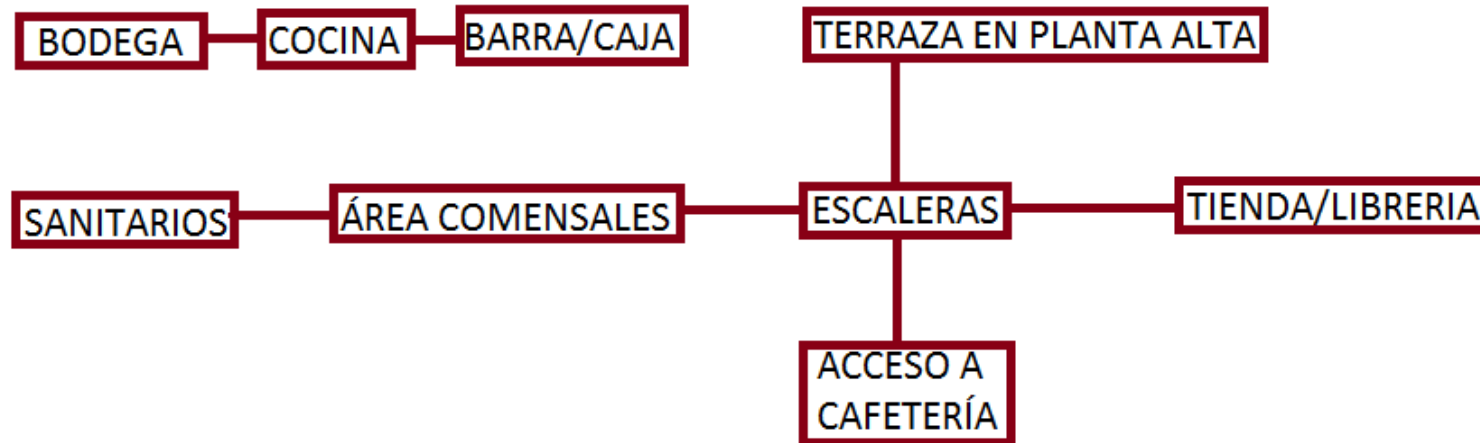 BODEGA
COCINA
BARRA/CAJA
TERRAZA EN PLANTA ALTA
SANITARIOS
ÁREA COMENSALES
ESCALERAS
TIENDA/LIBRERIA
ACCESO A
CAFETERÍA